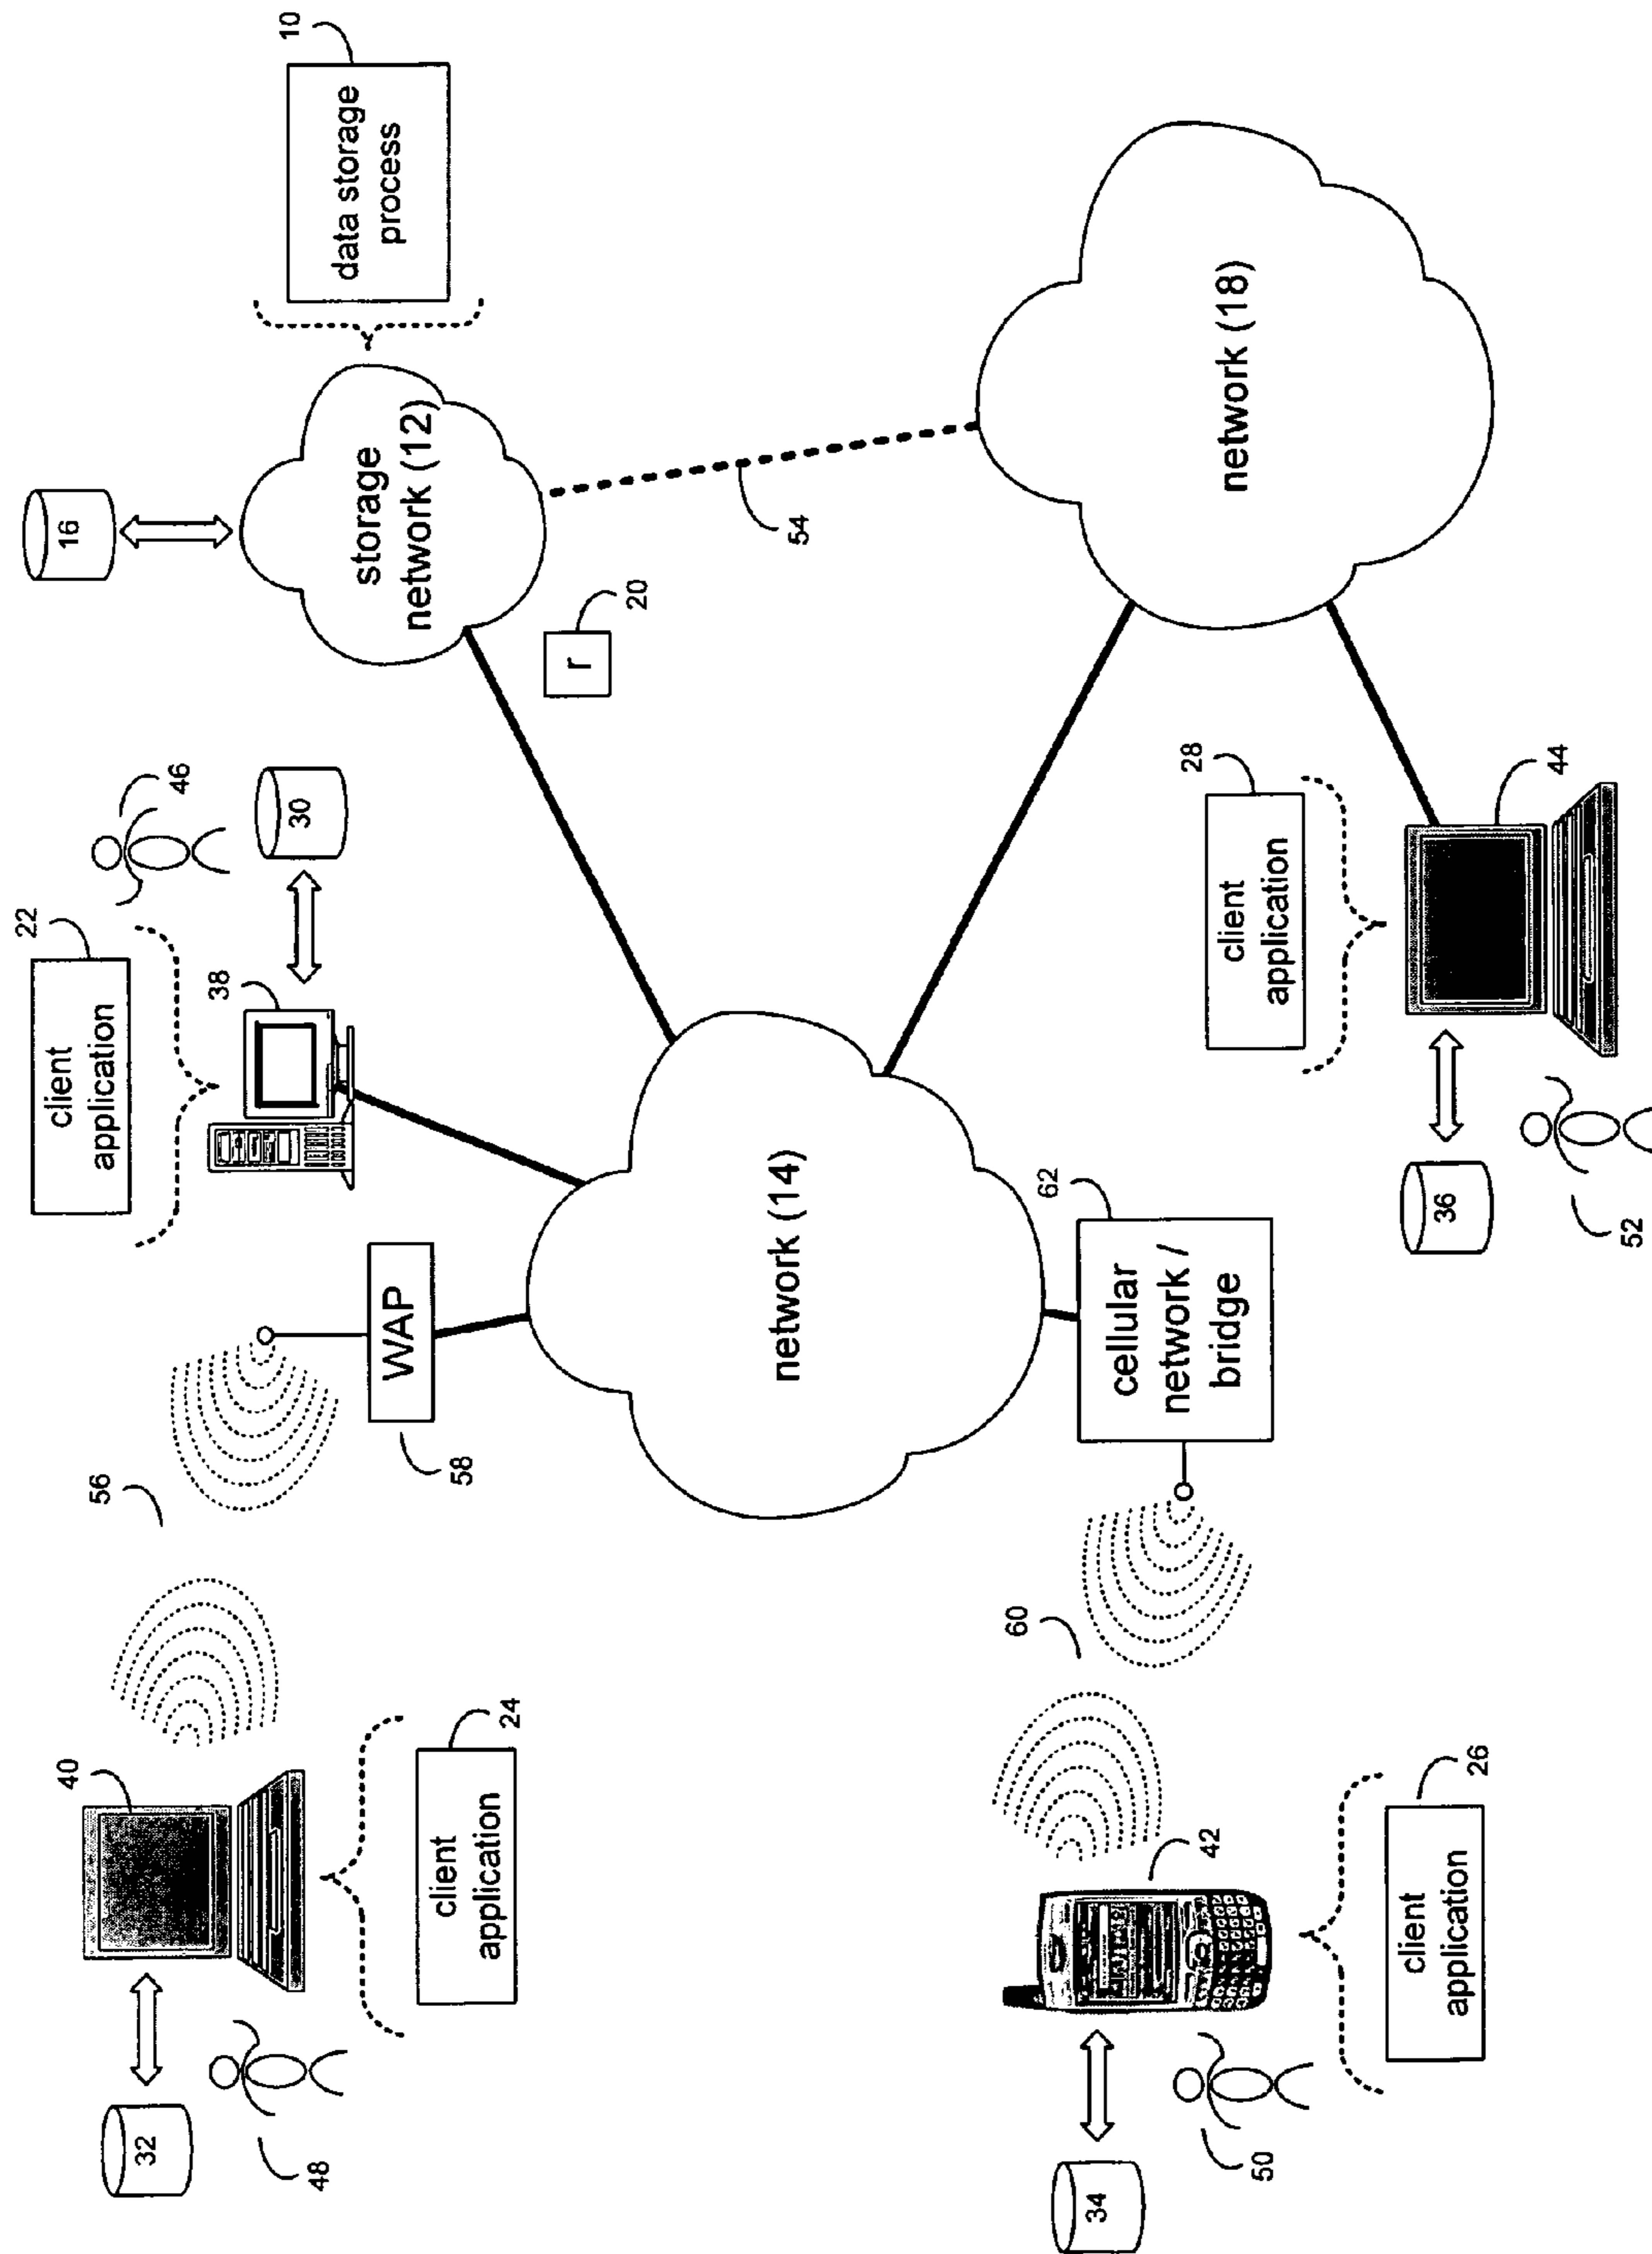 32
48
40
client
application
24
56
WAP
58
client
application
22
38
46
30
16
storage
network (12)
data storage
process
10
r
20
54
network (14)
34
50
42
client
application
26
60
cellular
network /
bridge
62
network (18)
client
application
28
44
36
52